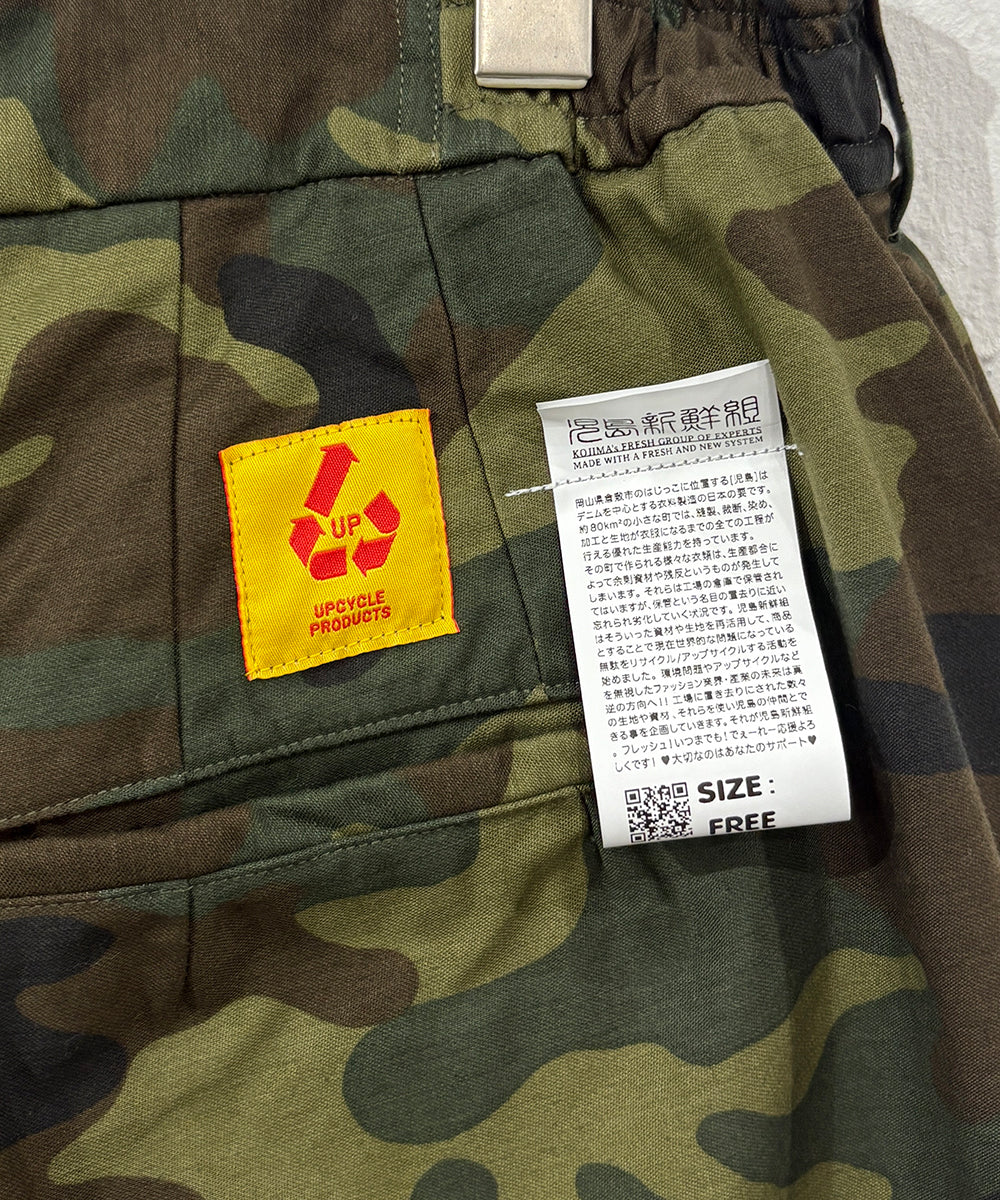 UP
UPCYCLE
PRODUCTS
児島新鮮組
KOJIMA's FRESH GROUP OF EXPERTS
MADE WITH A FRESH AND NEW SYSTEM
岡山県倉敷市のはじっこに位置する[児島]は
デニムを中心とする衣料製造の日本の要です。
約80km²の小さな町では、縫製、裁断、染め、
加工と生地が衣服になるまでの全ての工程が
行える優れた生産能力を持っています。
その町で作られる様々な衣類は、生産都合に
よって余剰資材や残反というものが発生して
しまいます。それらは工場の倉庫で保管され
てはいますが、保管という名目の置去りに近い
忘れられ劣化していく状況です。児島新鮮組
はそういった資材や生地を再活用して、商品
とすることで現在世界的な問題になっている
無駄をリサイクル/アップサイクルする活動を
始めました。環境問題やアップサイクルなど
を無視したファッション業界・産業の未来は真
逆の方向へ!!工場に置き去りにされた数々
の生地や資材、それらを使い児島の仲間とで
きる事を企画していきます。それが児島新鮮組
。フレッシュ!いつまでも!でぇーれー応援よろ
しくです!♥大切なのはあなたのサポート♥
SIZE :
FREE